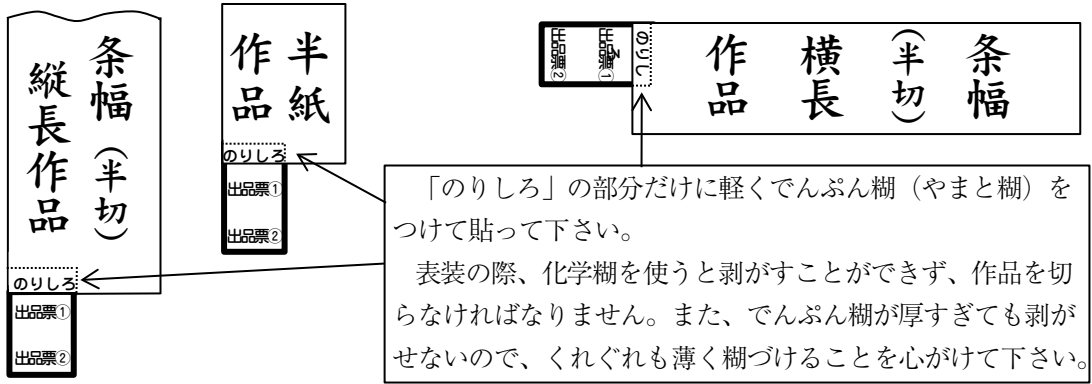 条幅（半切）
縦長作品
のりしろ
出品票①
出品票②
半紙
作品
のりしろ
出品票①
出品票②
条幅
（半切）
横長
作品
のりしろ
出品票①
出品票②
「のりしろ」の部分だけに軽くでんぷん糊（やまと糊）を
つけて貼って下さい。
表装の際、化学糊を使うと剥がすことができず、作品を切
らなければなりません。また、でんぷん糊が厚すぎても剥が
せないので、くれぐれも薄く糊づけることを心がけて下さい。